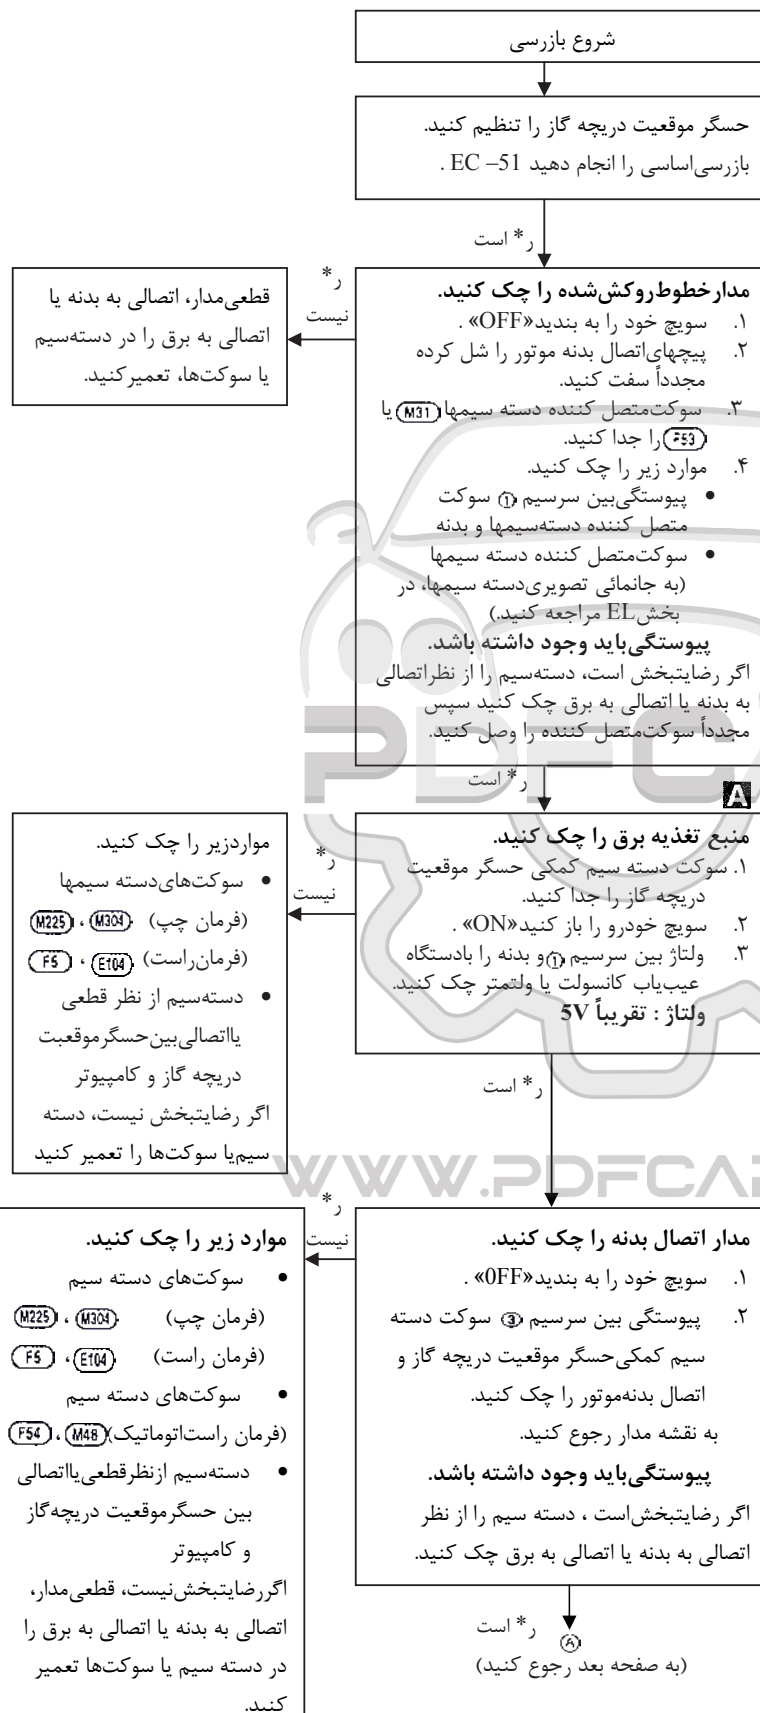 شروع بازرسی
حسگر موقعیت دریچه گاز را تنظیم کنید.
بازرسی‌اساسی را انجام دهید EC –51 .
ر* است
مدارخطوط‌روکش‌شده را چک کنید.
۱. سویچ خود را به بندید«OFF» .
۲. پیچهای‌اتصال بدنه موتور را شل کرده
مجدداً سفت کنید.
۳. سوکت‌متصل کننده دسته سیمها (M31) یا
(F53) را جدا کنید.
۴. موارد زیر را چک کنید.
• پیوستگی‌بین سرسیم ① سوکت
متصل کننده دسته‌سیمها و بدنه
• سوکت‌متصل کننده دسته سیمها
(به جانمائی تصویری‌دسته سیمها، در
بخش‌EL مراجعه کنید.)
پیوستگی‌باید وجود داشته باشد.
اگر رضایتبخش است، دسته‌سیم را از نظراتصالی
به بدنه یا اتصالی به برق چک کنید سپس
مجدداً سوکت‌متصل کننده را وصل کنید.
ر*
نیست
قطعی‌مدار، اتصالی به بدنه یا
اتصالی به برق را در دسته‌سیم
یا سوکت‌ها، تعمیرکنید.
ر* است
A
منبع تغذیه برق را چک کنید.
۱. سوکت دسته سیم کمکی حسگر موقعیت
دریچه گاز را جدا کنید.
۲. سویچ خودرو را باز کنید«ON» .
۳. ولتاژ بین سرسیم ① و بدنه را بادستگاه
عیب‌یاب کانسولت یا ولتمتر چک کنید.
ولتاژ : تقریباً 5V
ر*
نیست
مواردزیر را چک کنید.
• سوکت‌های‌دسته سیمها
(فرمان چپ) (M304) ، (M225)
(فرمان‌راست) (E104) ، (F5)
• دسته‌سیم از نظر قطعی
یااتصالی‌بین‌حسگرموقعبت
دریچه گاز و کامپیوتر
اگر رضایتبخش نیست، دسته
سیم‌یا سوکت‌ها را تعمیر کنید
ر* است
WWW.PDFCA
مدار اتصال بدنه را چک کنید.
۱. سویچ خود را به بندید«0FF» .
۲. پیوستگی بین سرسیم ③ سوکت دسته
سیم کمکی‌حسگر موقعیت دریچه گاز و
اتصال بدنه‌موتور را چک کنید.
به نقشه مدار رجوع کنید.
پیوستگی‌باید وجود داشته باشد.
اگر رضایتبخش‌است ، دسته سیم را از نظر
اتصالی به بدنه یا اتصالی به برق چک کنید.
ر*
نیست
موارد زیر را چک کنید.
• سوکت‌های دسته سیم
(فرمان چپ) (M304) ، (M225)
(فرمان راست) (E104) ، (F5)
• سوکت‌های دسته سیم
(فرمان راست‌اتوماتیک) (M48) ، (F54)
• دسته‌سیم ازنظرقطعی‌یااتصالی
بین حسگرموقعیت دریچه‌گاز
و کامپیوتر
اگررضایتبخش‌نیست، قطعی‌مدار،
اتصالی به بدنه یا اتصالی به برق را
در دسته سیم یا سوکت‌ها تعمیر
کنید.
ر* است
Ⓐ
(به صفحه بعد رجوع کنید)